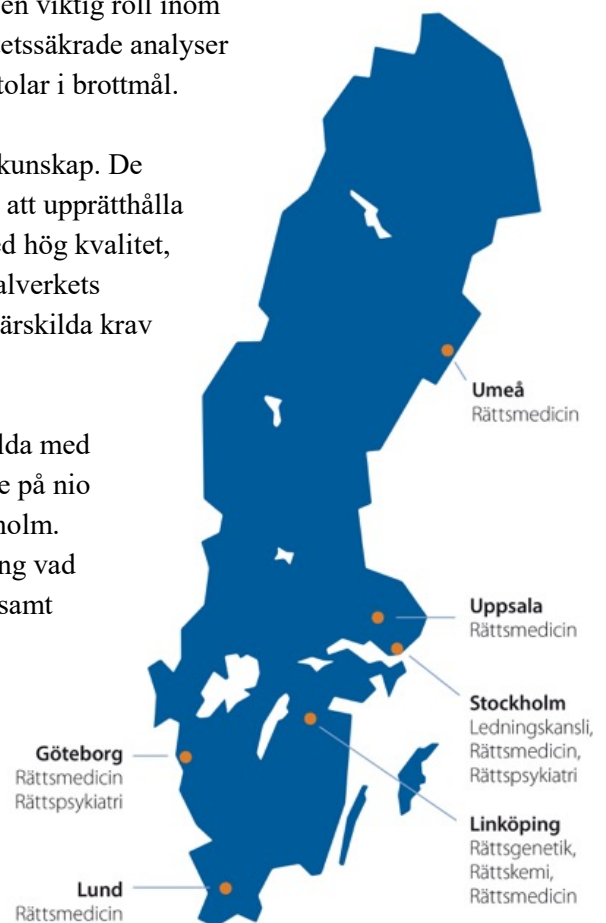 en viktig roll inom
etssäkrade analyser
tolar i brottmål.
kunskap. De
att upprätthålla
d hög kvalitet,
alverkets
ärskilda krav
lda med
e på nio
holm.
ng vad
samt
Umeå
Rättsmedicin
Uppsala
Rättsmedicin
Stockholm
Ledningskansli,
Rättsmedicin,
Rättspsykiatri
Göteborg
Rättsmedicin
Rättspsykiatri
Linköping
Rättsgenetik,
Rättskemi,
Rättsmedicin
Lund
Rättsmedicin